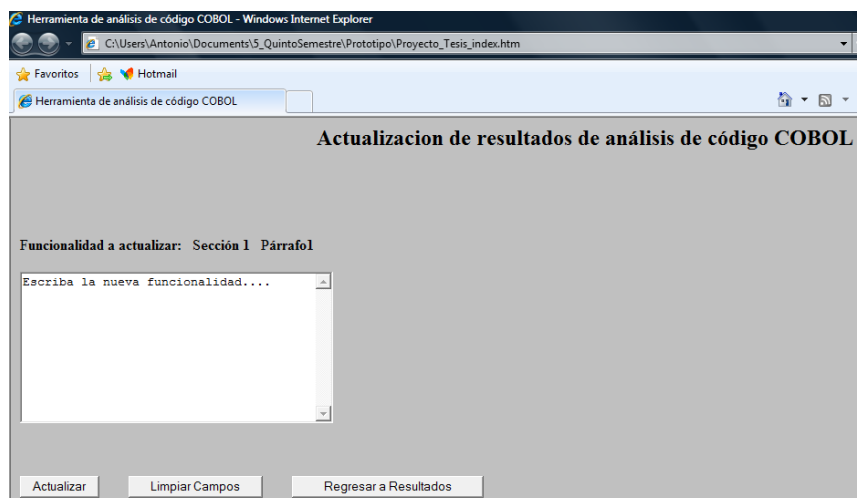 Herramienta de análisis de código COBOL - Windows Internet Explorer
C:\Users\Antonio\Documents\5_QuintoSemestre\Prototipo\Proyecto_Tesis_index.htm
Favoritos Hotmail
Herramienta de análisis de código COBOL
Actualizacion de resultados de análisis de código COBOL
Funcionalidad a actualizar: Sección 1 Párrafo1
Escriba la nueva funcionalidad....
Actualizar Limpiar Campos Regresar a Resultados